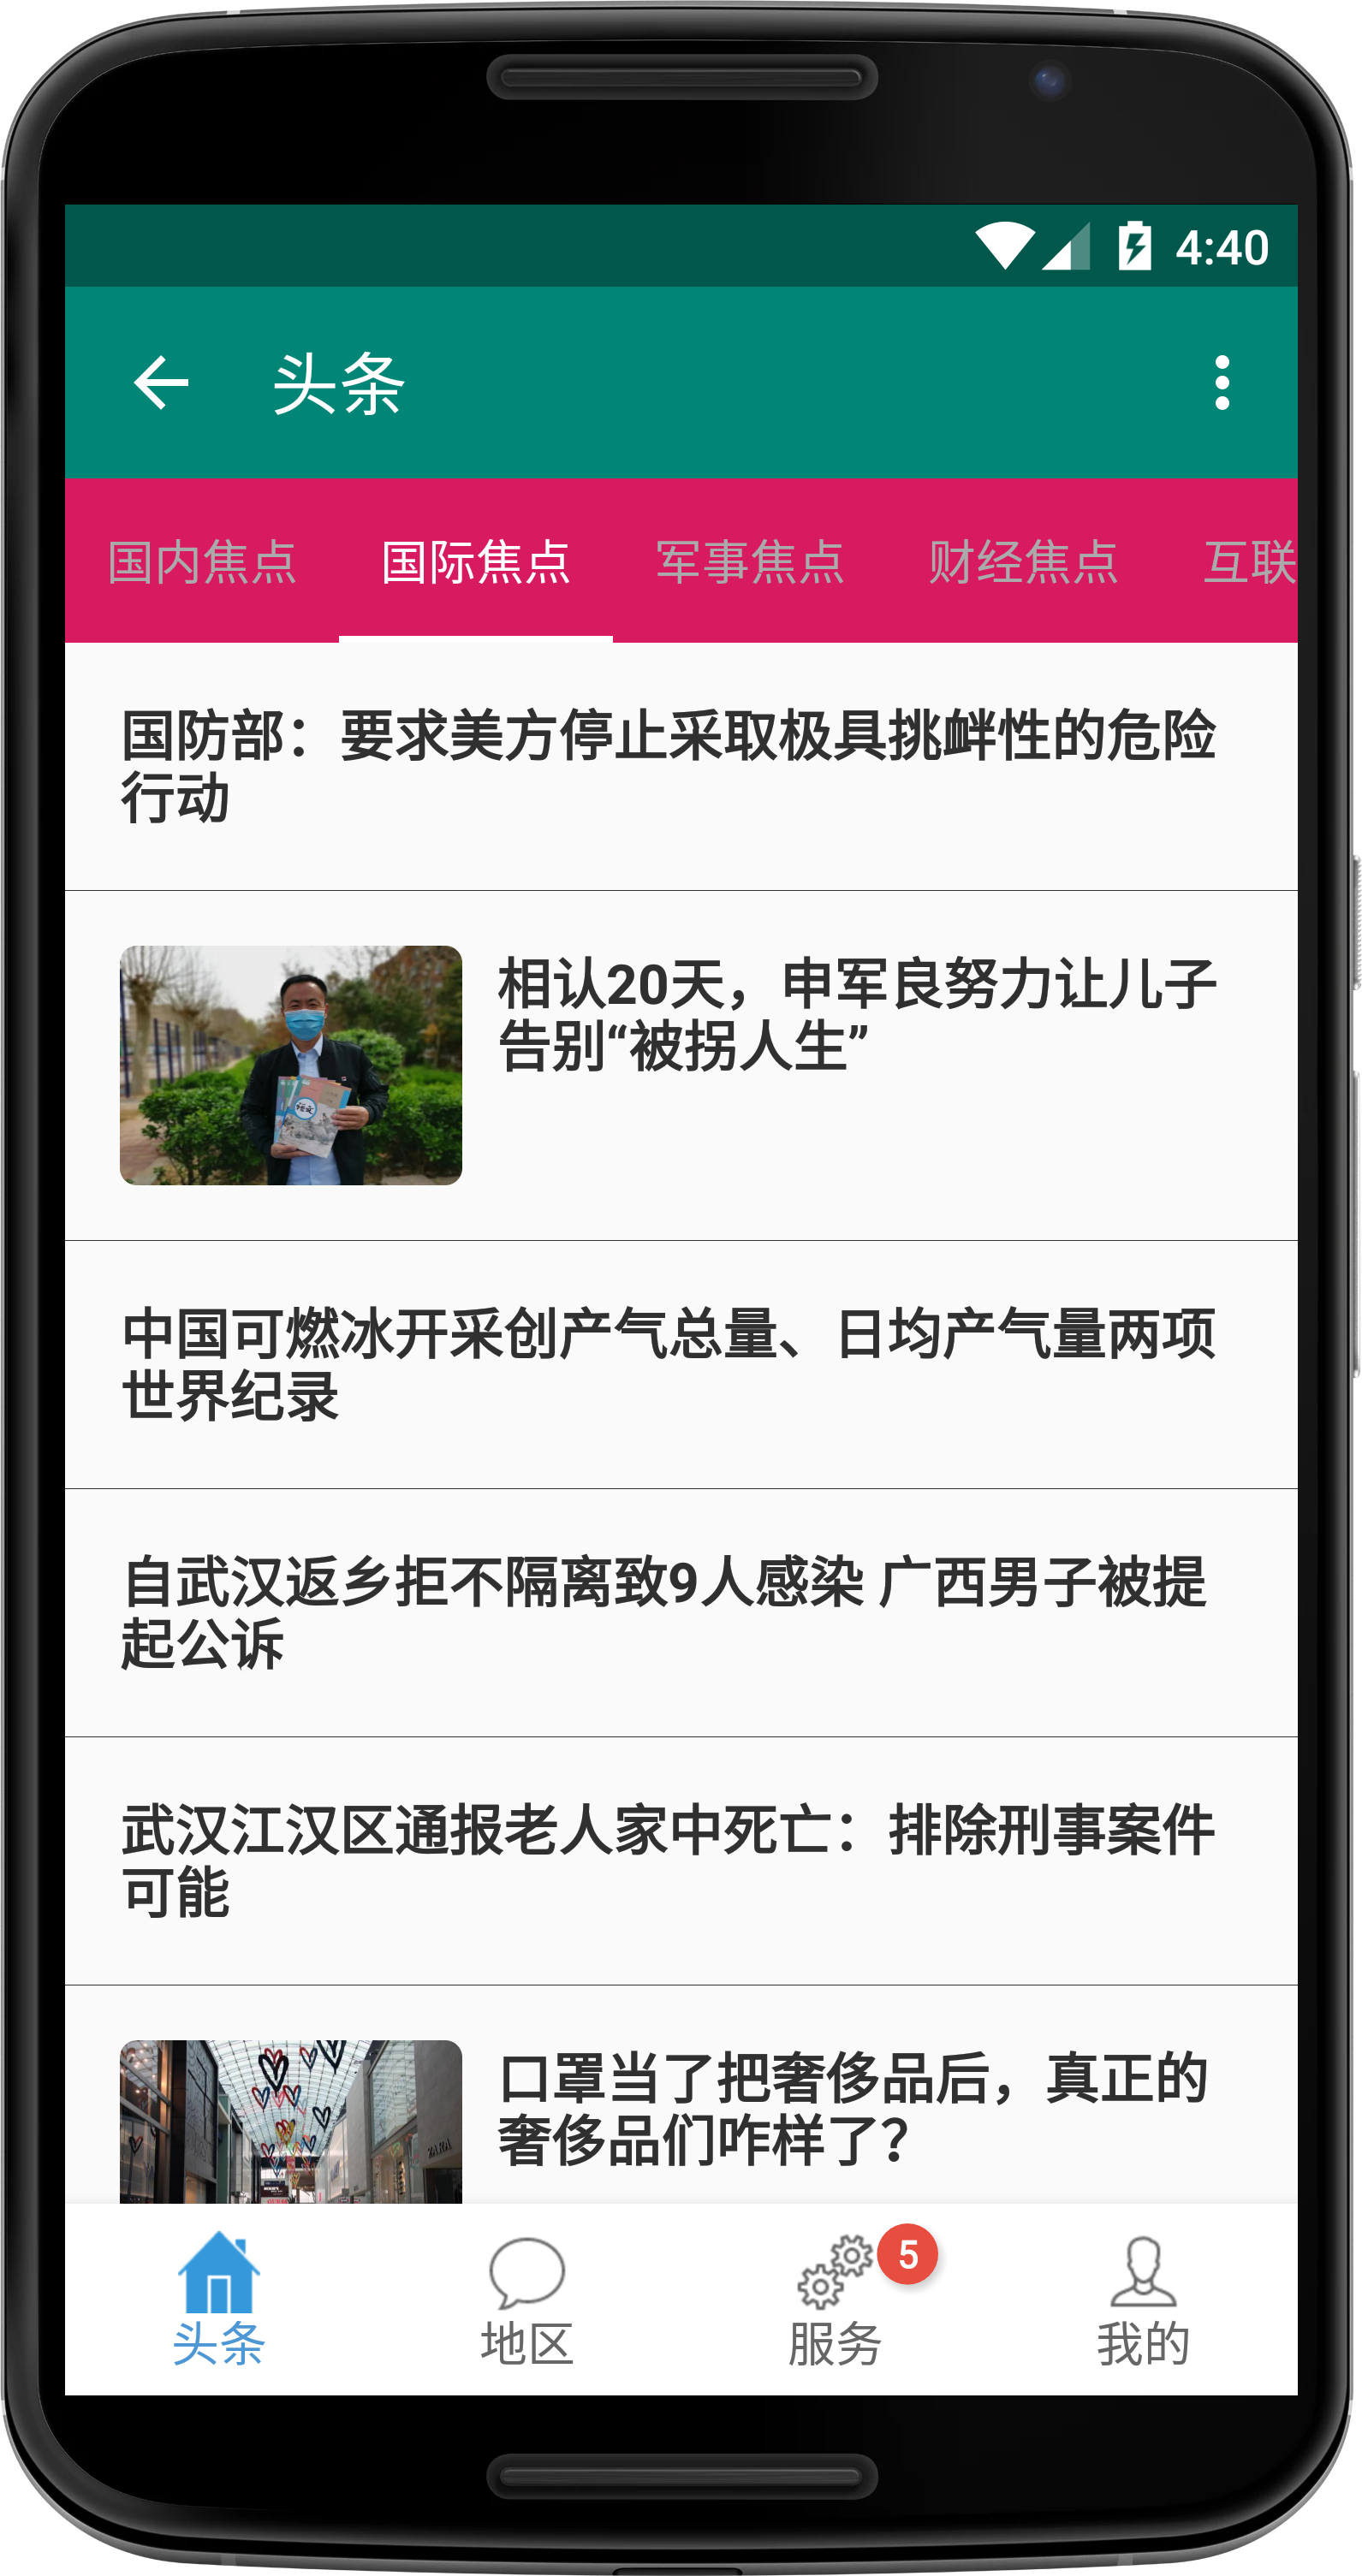 4:40
头条
国内焦点 国际焦点 军事焦点 财经焦点 互联
国防部：要求美方停止采取极具挑衅性的危险
行动
相认20天，申军良努力让儿子
告别“被拐人生”
语文
中国可燃冰开采创产气总量、日均产气量两项
世界纪录
自武汉返乡拒不隔离致9人感染 广西男子被提
起公诉
武汉江汉区通报老人家中死亡：排除刑事案件
可能
口罩当了把奢侈品后，真正的
奢侈品们咋样了？
ZARA
5
头条 地区 服务 我的